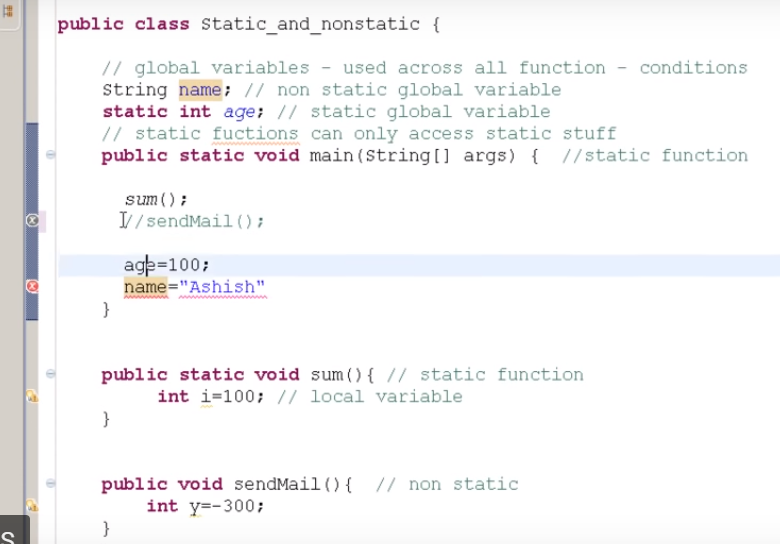 public class Static_and_nonstatic {
// global variables - used across all function - conditions
String name; // non static global variable
static int age; // static global variable
// static fuctions can only access static stuff
public static void main(String[] args) {  //static function
sum();
//sendMail();
age=100;
name="Ashish"
}
public static void sum(){ // static function
int i=100; // local variable
}
public void sendMail(){  // non static
int y=-300;
}
S